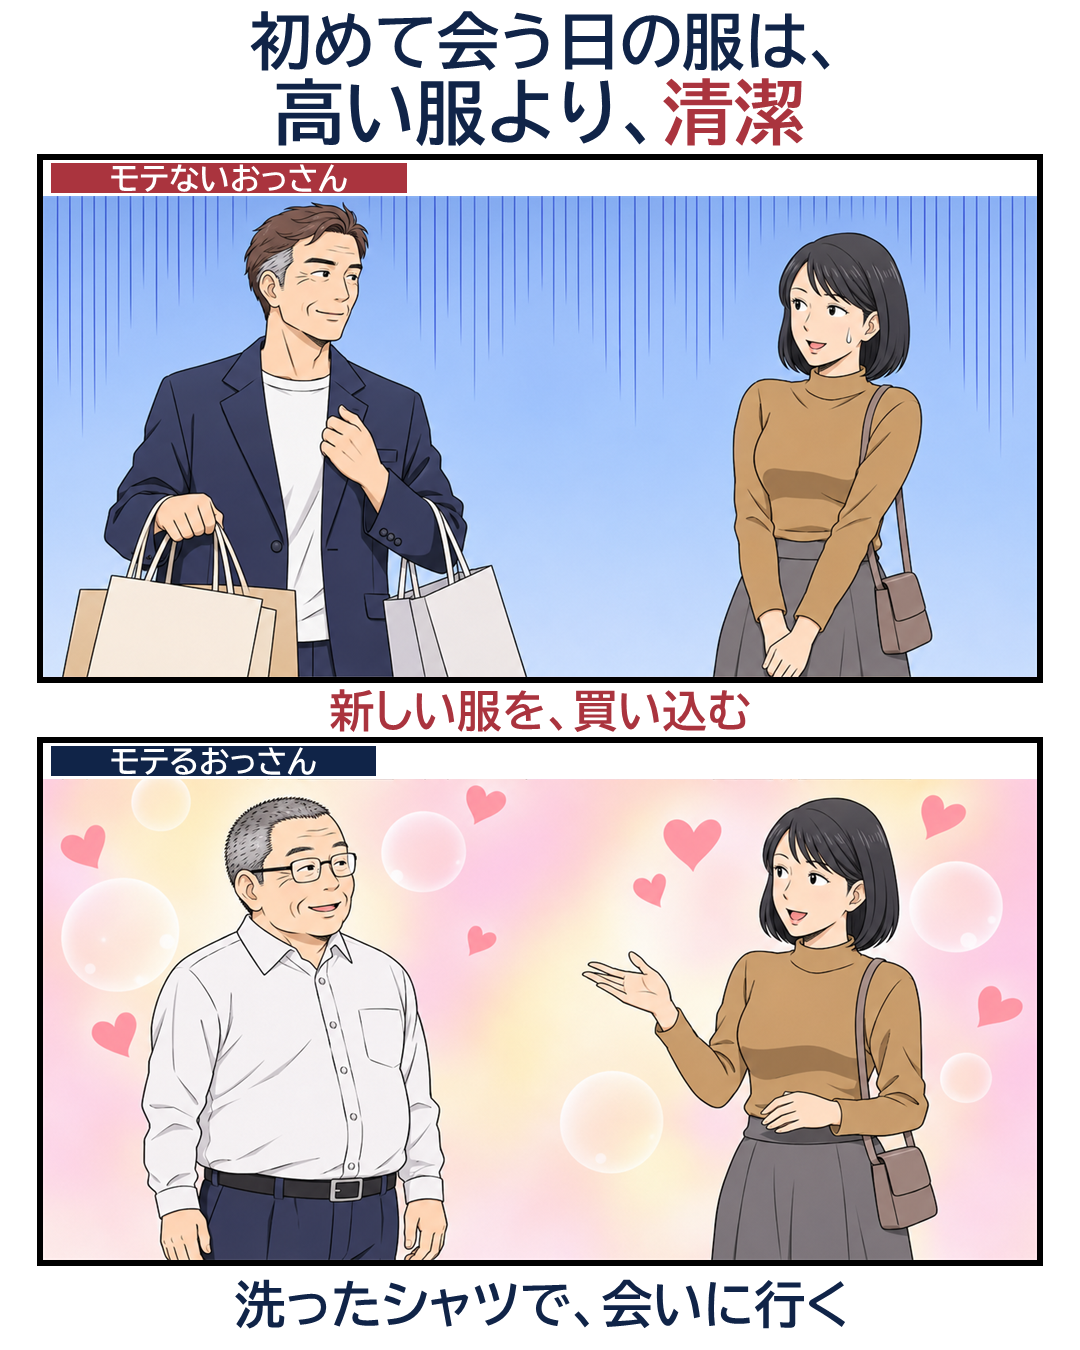 初めて会う日の服は、
高い服より、清潔
モテないおっさん
新しい服を、買い込む
モテるおっさん
洗ったシャツで、会いに行く